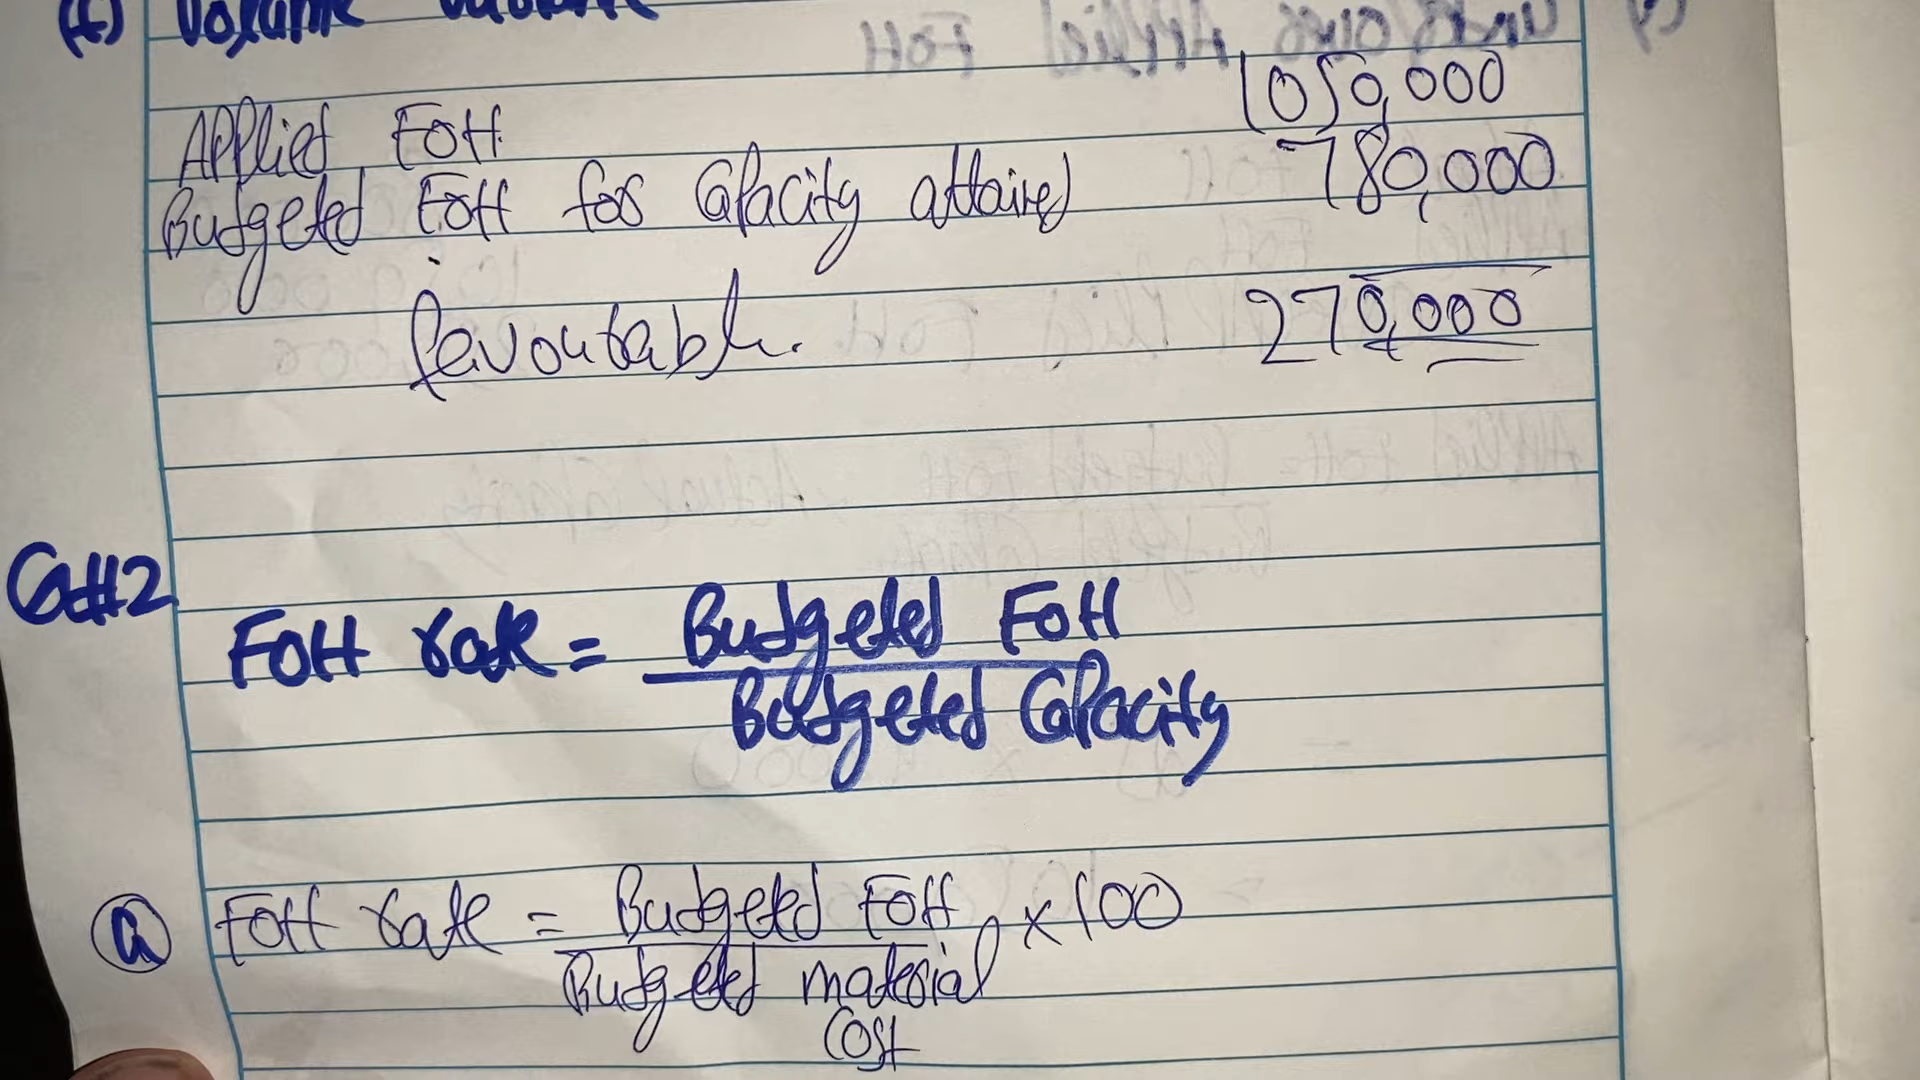 Volume
Applied FOH 1050,000
Budgeted FOH for Capacity attained 780,000
favourable. 270,000
Q#2
FOH rate = Budgeted FOH
Budgeted Capacity
(a) FOH rate = Budgeted FOH × 100
Budgeted material
Cost